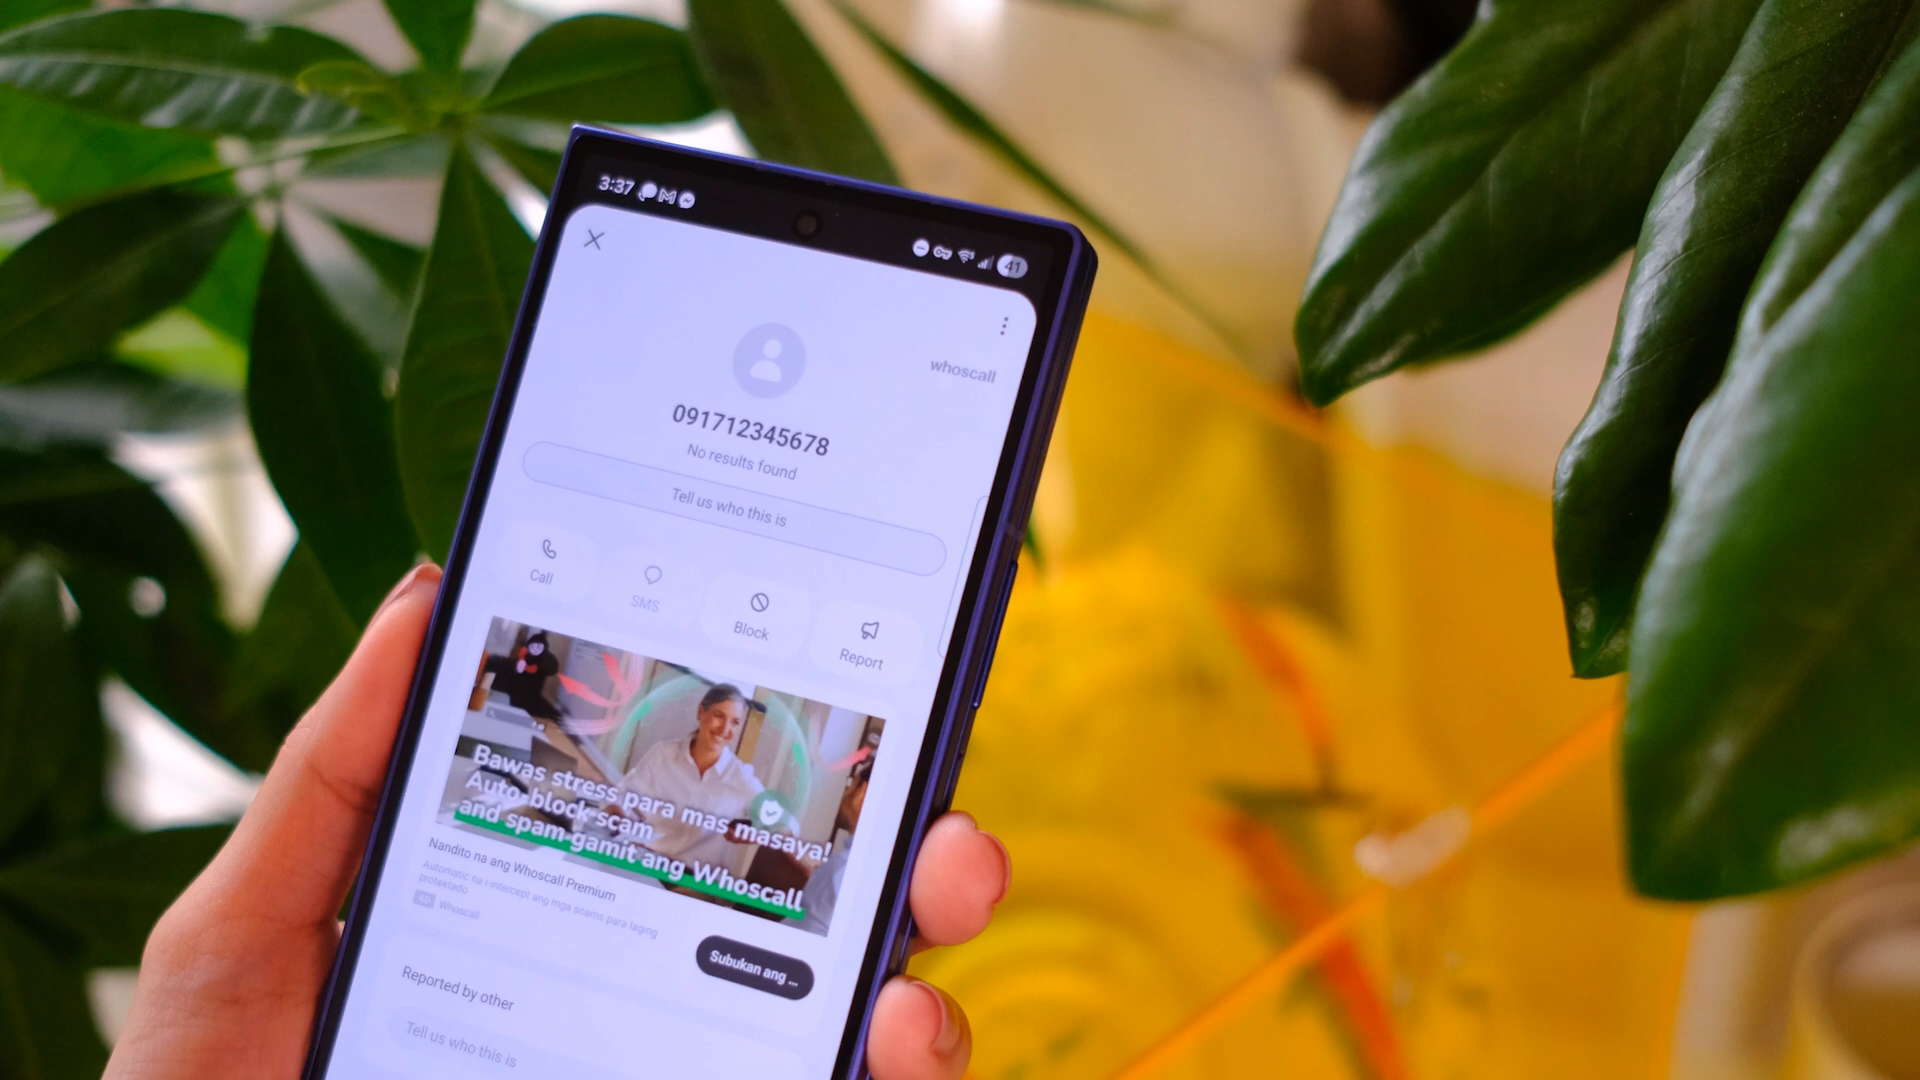 3:37
41
whoscall
091712345678
No results found
Tell us who this is
Call
SMS
Block
Report
Bawas stress para mas masaya!
Auto-block scam
and spam gamit ang Whoscall
Nandito na ang Whoscall Premium
Automatic na i-intercept ang mga scams para laging
protektado
AD Whoscall
Subukan ang ...
Reported by other
Tell us who this is